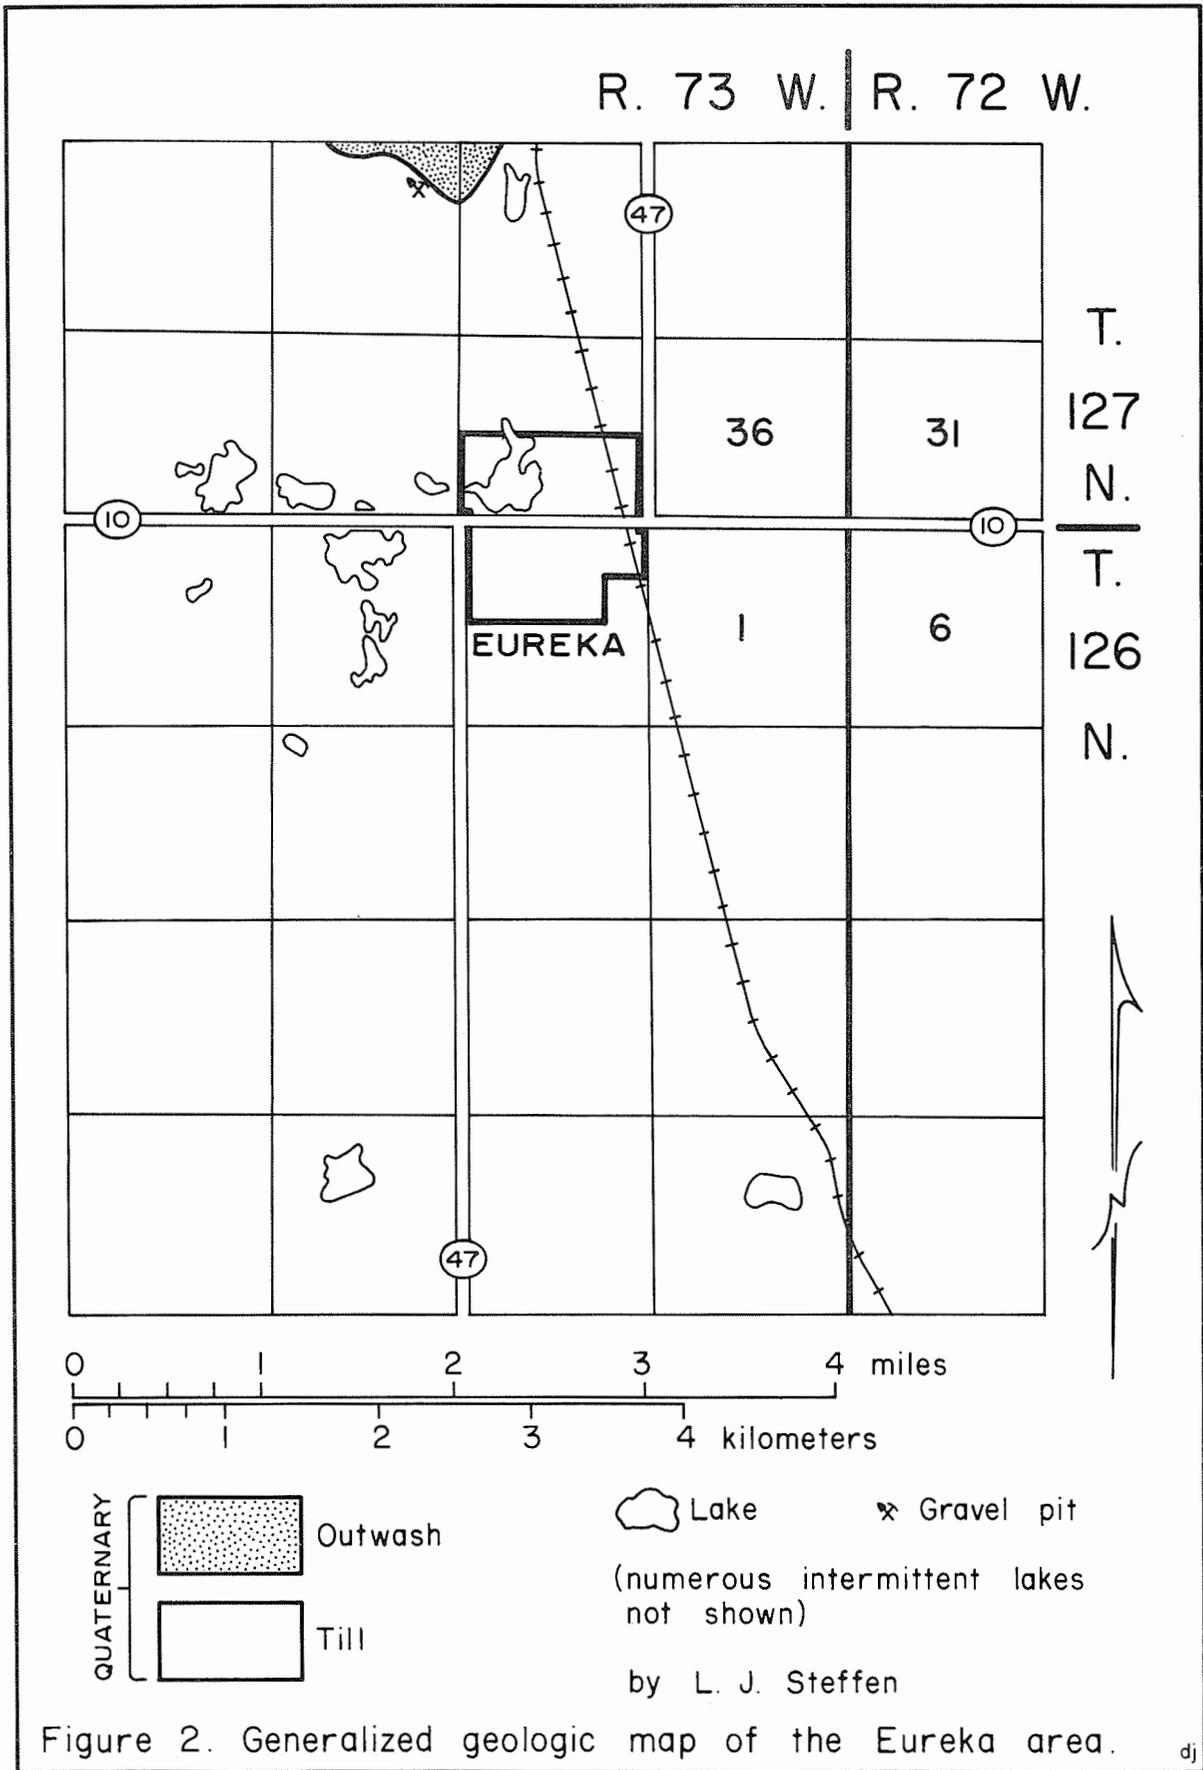 R. 73 W. R. 72 W.
47
T.
127
N.
36 31
10 10
T.
126
N.
1 6
EUREKA
47
0 1 2 3 4 miles
0 1 2 3 4 kilometers
QUATERNARY
Outwash
Till
Lake Gravel pit
(numerous intermittent lakes
not shown)
by L. J. Steffen
Figure 2. Generalized geologic map of the Eureka area.
dj